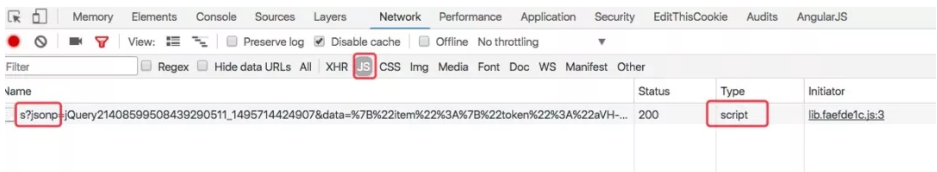 Memory Elements Console Sources Layers Network Performance Application Security EditThisCookie Audits AngularJS
View: Preserve log Disable cache Offline No throttling ▼
Filter Regex Hide data URLs All XHR JS CSS Img Media Font Doc WS Manifest Other
Name Status Type Initiator
s?jsonp=jQuery21408599508439290511_1495714424907&data=%7B%22item%22%3A%7B%22token%22%3A%22aVH-... 200 script lib.faefde1c.js:3